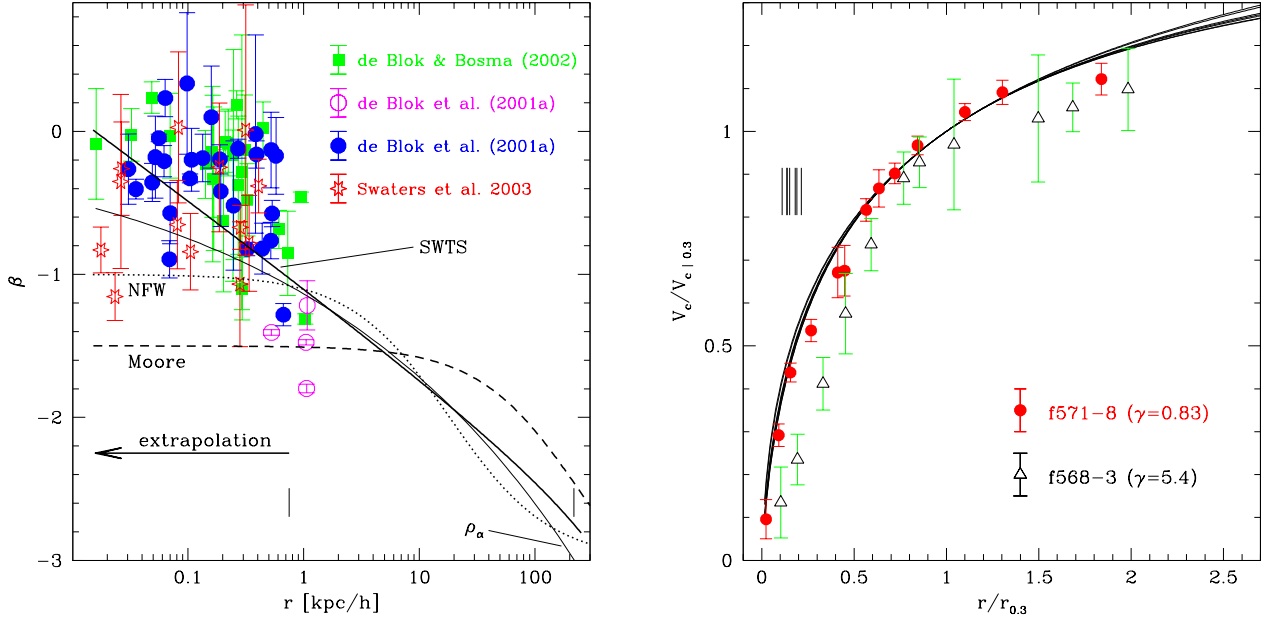 de Blok & Bosma (2002)
de Blok et al. (2001a)
de Blok et al. (2001a)
Swaters et al. 2003
SWTS
NFW
Moore
extrapolation
ρα
β
0
−1
−2
−3
0.1
1
10
100
r [kpc/h]
Vc/Vc|0.3
1
0.5
0
f571−8 (γ=0.83)
f568−3 (γ=5.4)
0
0.5
1
1.5
2
2.5
r/r0.3